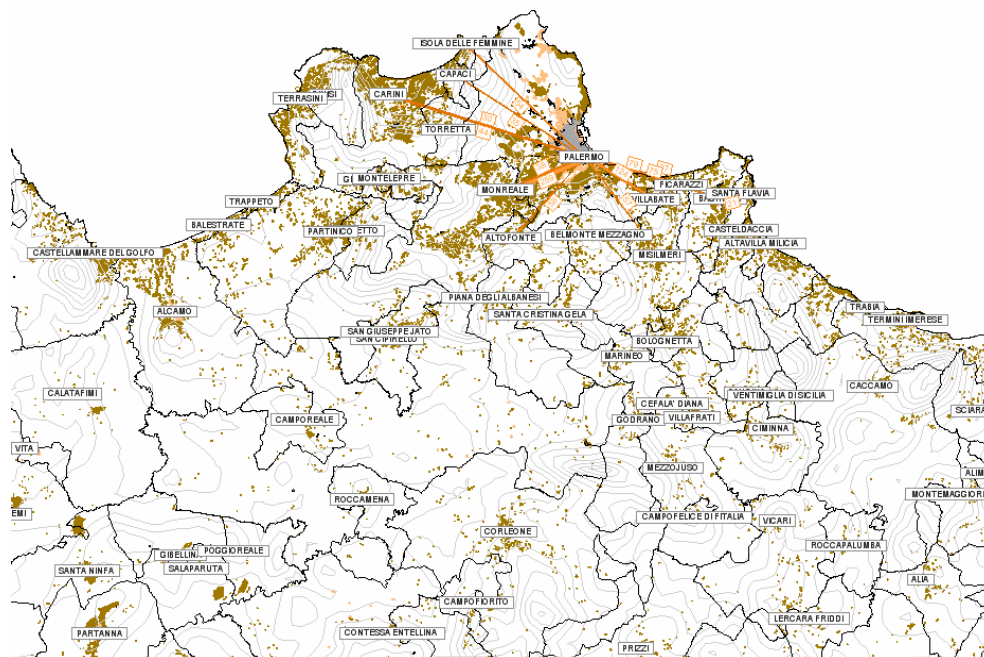 ISOLA DELLE FEMMINE
CAPACI
CARINI
TERRASINI
TORRETTA
PALERMO
MONTELEPRE
MONREALE
FICARAZZI
SANTA FLAVIA
VILLABATE
TRAPPETO
BALESTRATE
PARTINICO
ALTOFONTE
BELMONTE MEZZAGNO
CASTELDACCIA
ALTAVILLA MILICIA
CASTELLAMMARE DEL GOLFO
MISILMERI
PIANA DEGLI ALBANESI
SANTA CRISTINA GELA
TRABIA
TERMINI IMERESE
ALCAMO
SAN GIUSEPPE JATO
SAN CIPIRELLO
BOLOGNETTA
MARINEO
CALATAFIMI
CACCAMO
VENTIMIGLIA DI SICILIA
CEFALA' DIANA
VILLAFRATI
GODRANO
CAMPOREALE
CIMINNA
VITA
MEZZOJUSO
ROCCAMENA
CAMPOFELICE DI FITALIA
VICARI
CORLEONE
ROCCAPALUMBA
POGGIOREALE
SALAPARUTA
SANTA NINFA
ALIA
CAMPOFIORITO
LERCARA FRIDDI
PARTANNA
CONTESSA ENTELLINA
PRIZZI